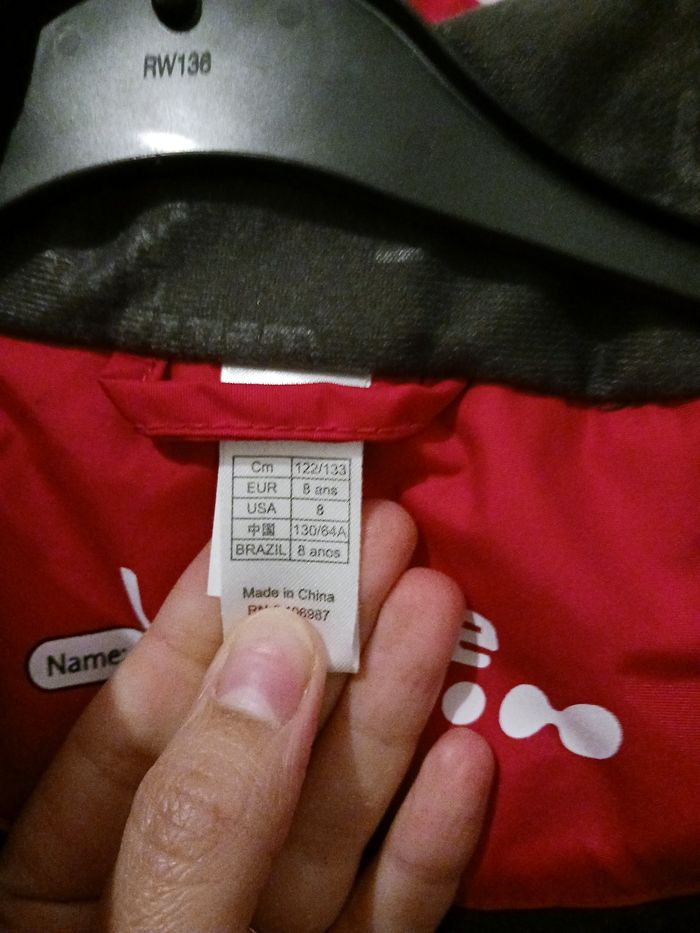 RW136
Cm 122/133
EUR 8 ans
USA 8
中国 130/64A
BRAZIL 8 anos
Made in China
Name: